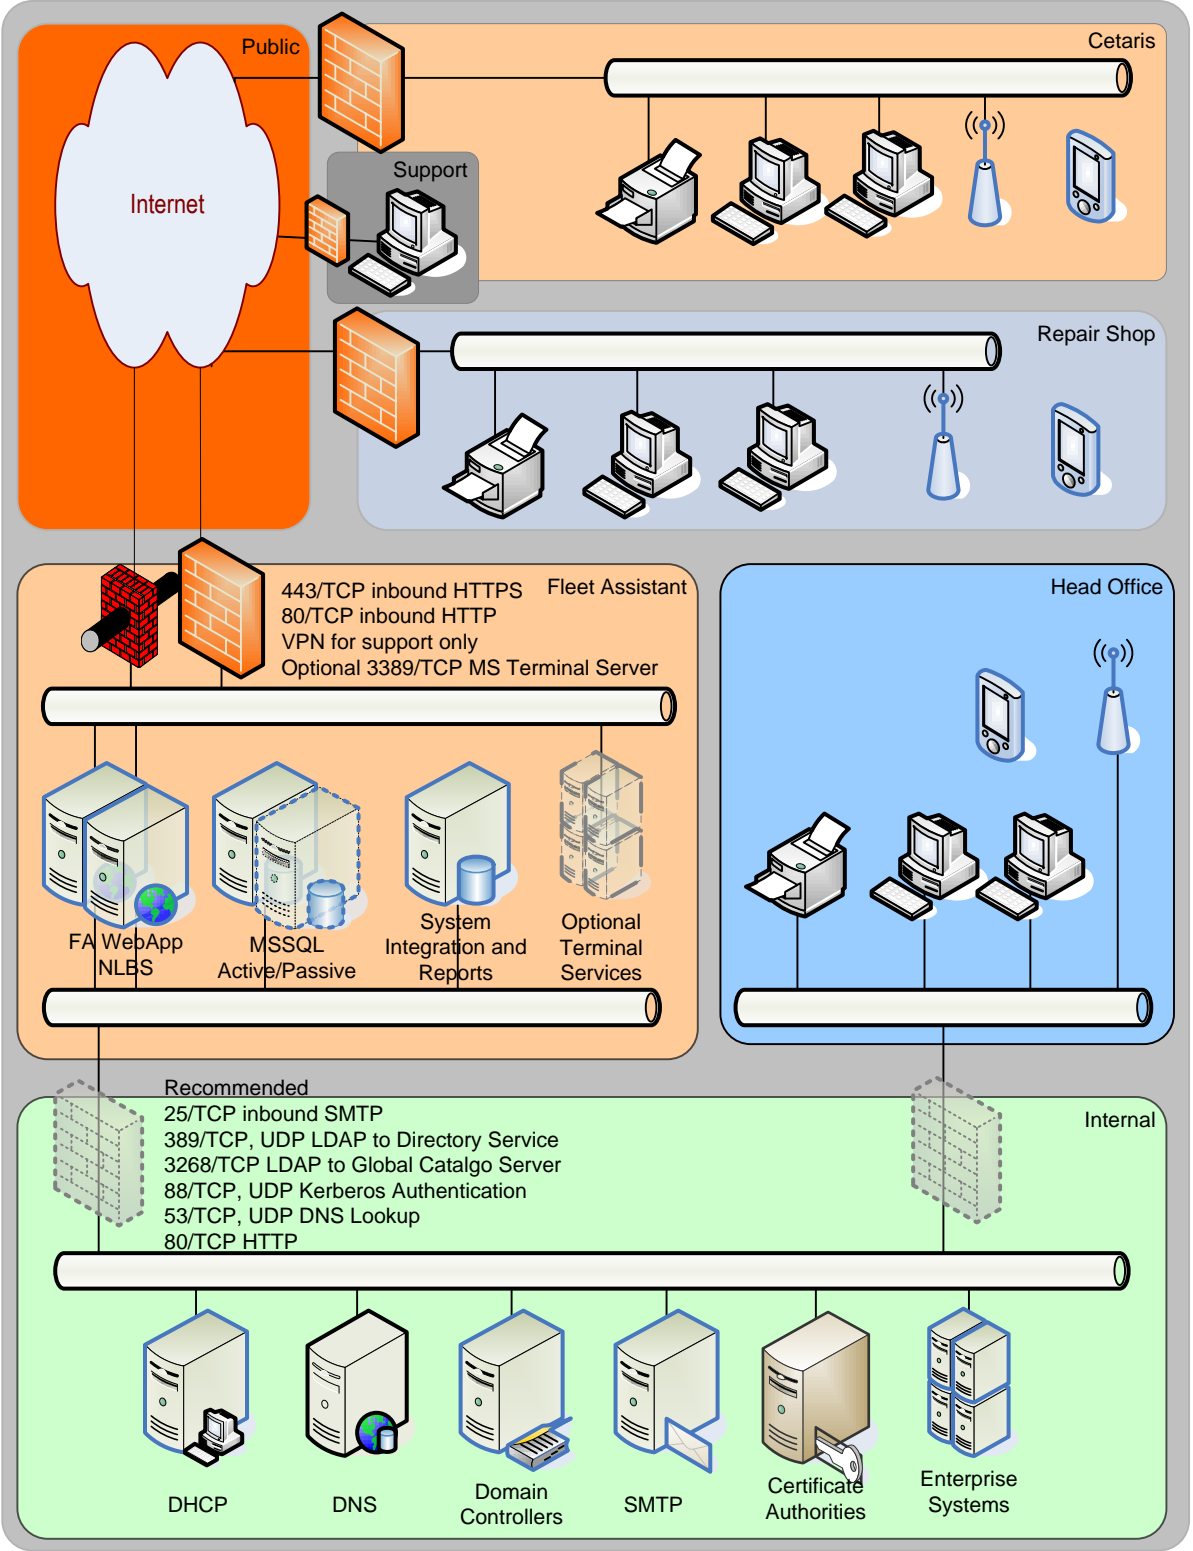 Public
Cetaris
Support
Internet
Repair Shop
443/TCP inbound HTTPS
80/TCP inbound HTTP
VPN for support only
Optional 3389/TCP MS Terminal Server
Fleet Assistant
Head Office
FA WebApp
NLBS
MSSQL
Active/Passive
System
Integration and
Reports
Optional
Terminal
Services
Recommended
25/TCP inbound SMTP
389/TCP, UDP LDAP to Directory Service
3268/TCP LDAP to Global Catalgo Server
88/TCP, UDP Kerberos Authentication
53/TCP, UDP DNS Lookup
80/TCP HTTP
Internal
DHCP
DNS
Domain
Controllers
SMTP
Certificate
Authorities
Enterprise
Systems